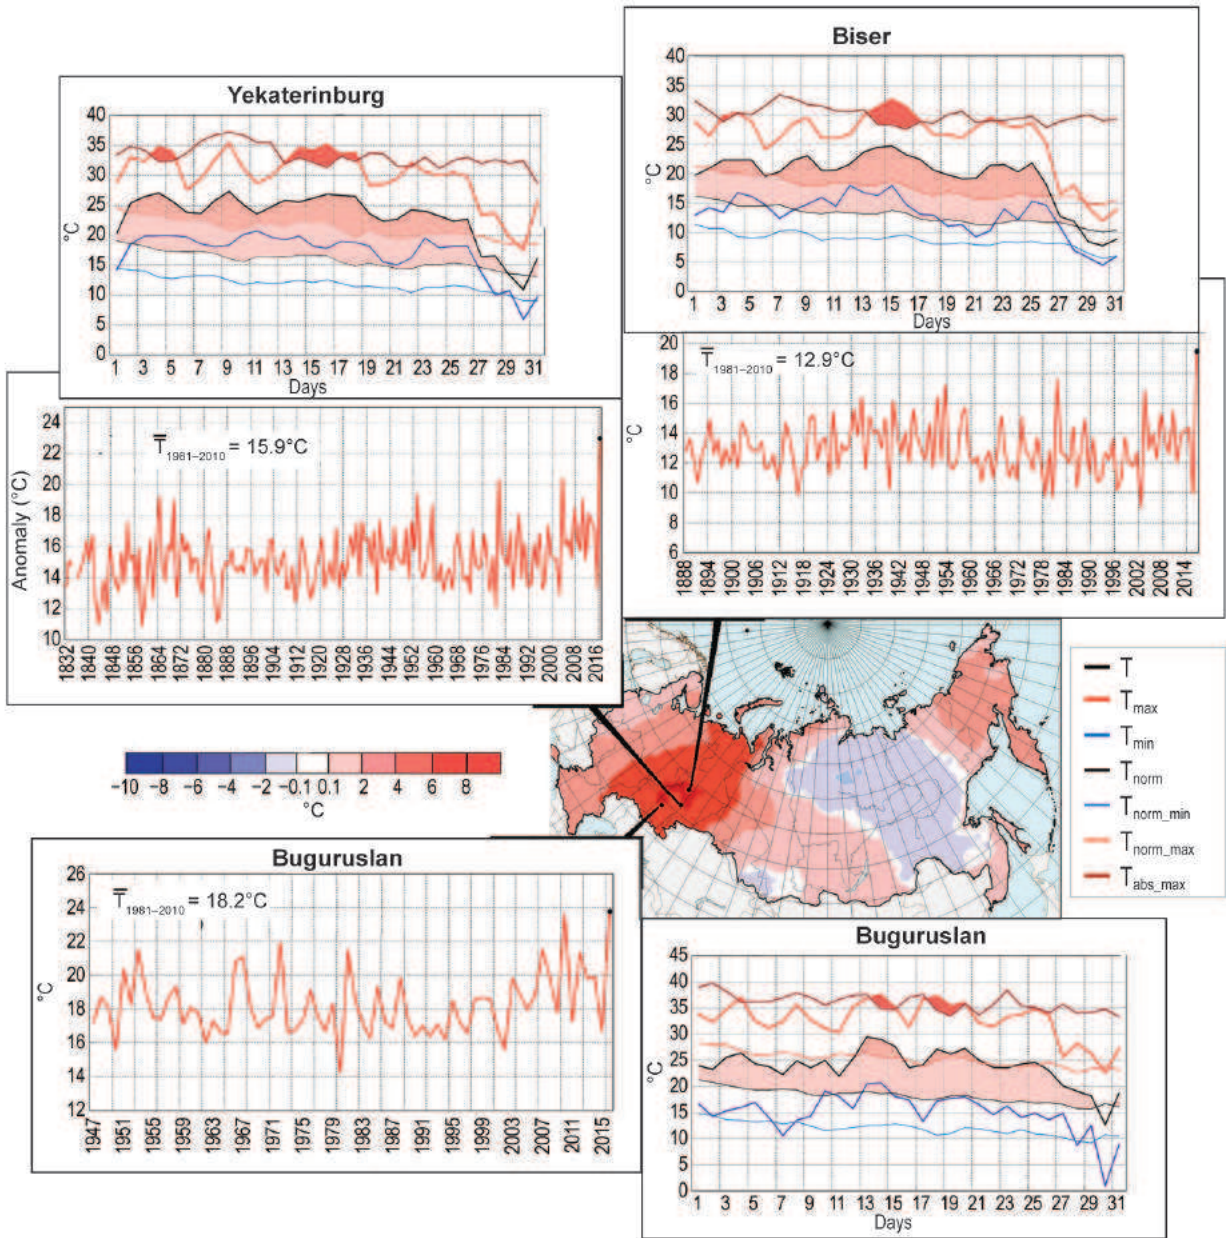 Biser
40
35
30
25
20
15
10
5
0
°C
1 3 5 7 9 11 13 15 17 19 21 23 25 27 29 31
Days
Yekaterinburg
40
35
30
25
20
15
10
5
0
°C
1 3 5 7 9 11 13 15 17 19 21 23 25 27 29 31
Days
20
18
16
14
12
10
8
6
°C
T̅1981–2010 = 12.9°C
1888 1894 1900 1906 1912 1918 1924 1930 1936 1942 1948 1954 1960 1966 1972 1978 1984 1990 1996 2002 2008 2014
24
22
20
18
16
14
12
10
Anomaly (°C)
T̅1981–2010 = 15.9°C
1832 1840 1848 1856 1864 1872 1880 1888 1896 1904 1912 1920 1928 1936 1944 1952 1960 1968 1976 1984 1992 2000 2008 2016
T
Tmax
Tmin
Tnorm
Tnorm_min
Tnorm_max
Tabs_max
−10 −8 −6 −4 −2 −0.1 0.1 2 4 6 8
°C
Buguruslan
26
24
22
20
18
16
14
12
°C
T̅1981–2010 = 18.2°C
1947 1951 1955 1959 1963 1967 1971 1975 1979 1983 1987 1991 1995 1999 2003 2007 2011 2015
Buguruslan
45
40
35
30
25
20
15
10
5
0
°C
1 3 5 7 9 11 13 15 17 19 21 23 25 27 29 31
Days